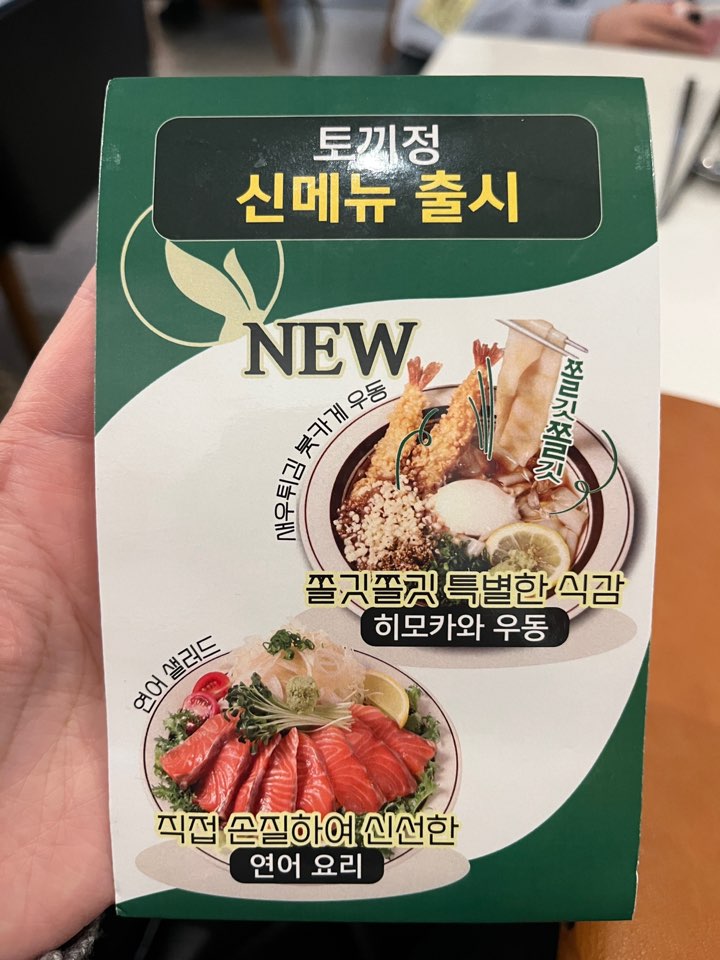 토끼정
신메뉴 출시
NEW
새우튀김 붓카케 우동
쫄깃쫄깃
쫄깃쫄깃 특별한 식감
히모카와 우동
연어 샐러드
직접 손질하여 신선한
연어 요리